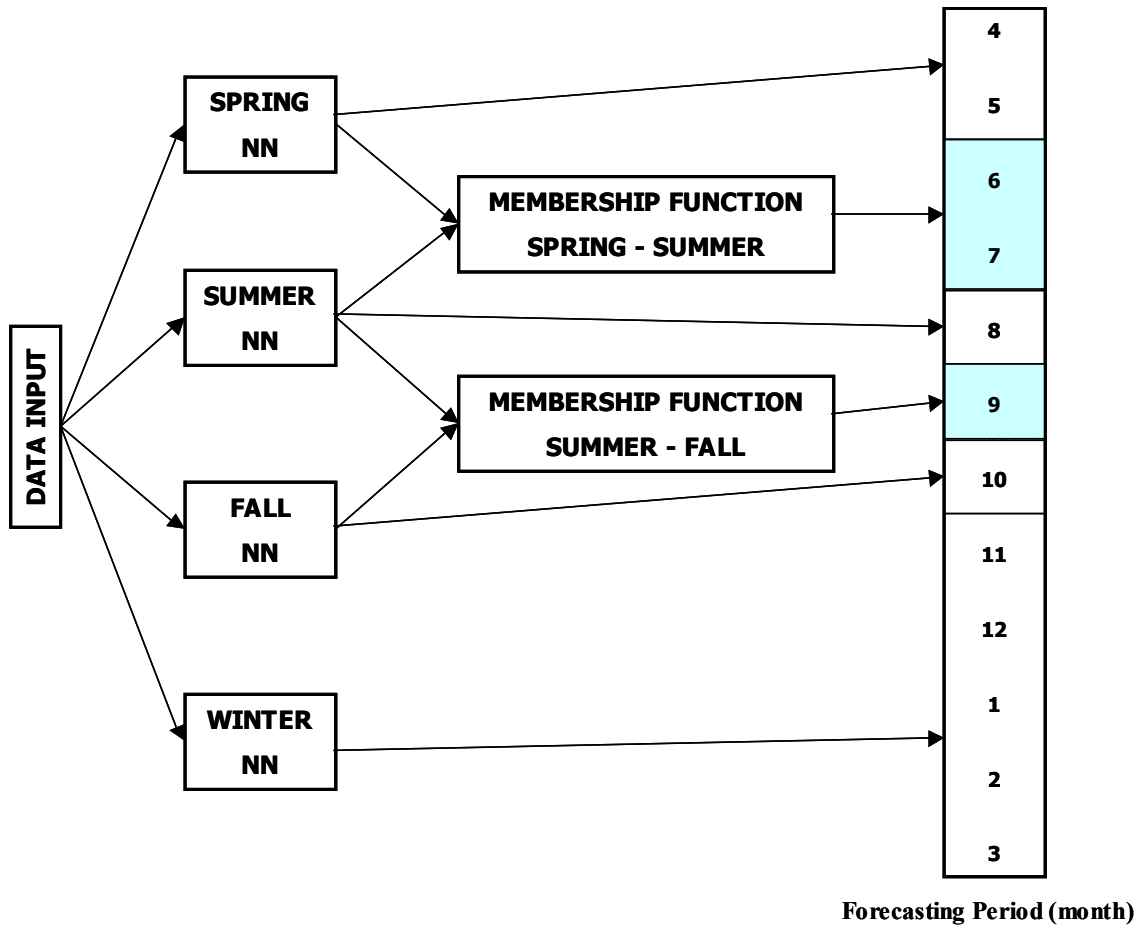 DATA INPUT
SPRING
NN
SUMMER
NN
FALL
NN
WINTER
NN
MEMBERSHIP FUNCTION
SPRING - SUMMER
MEMBERSHIP FUNCTION
SUMMER - FALL
4
5
6
7
8
9
10
11
12
1
2
3
Forecasting Period (month)